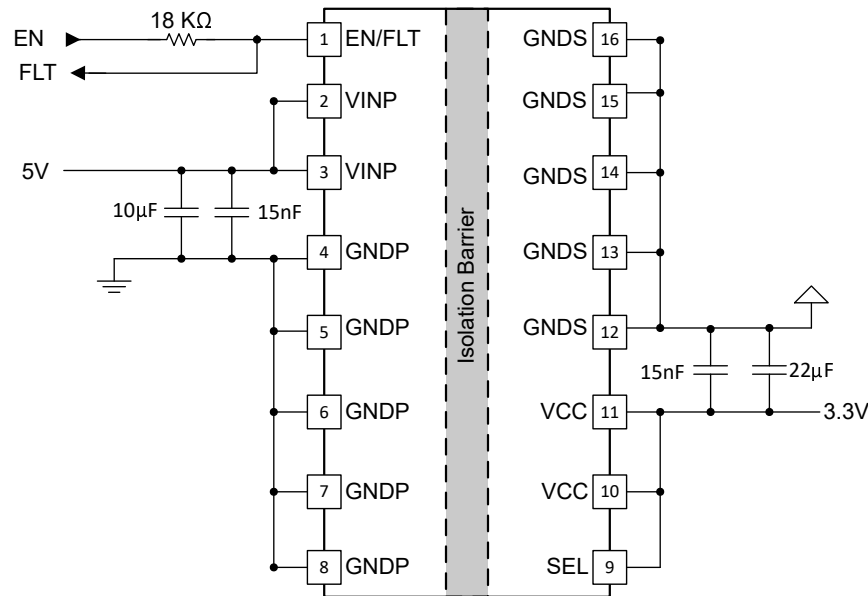 18 KΩ
EN
FLT
1 EN/FLT
GNDS 16
2 VINP
GNDS 15
5V
3 VINP
GNDS 14
10µF
15nF
4 GNDP
GNDS 13
Isolation Barrier
5 GNDP
GNDS 12
15nF
22µF
6 GNDP
VCC 11
3.3V
7 GNDP
VCC 10
8 GNDP
SEL 9